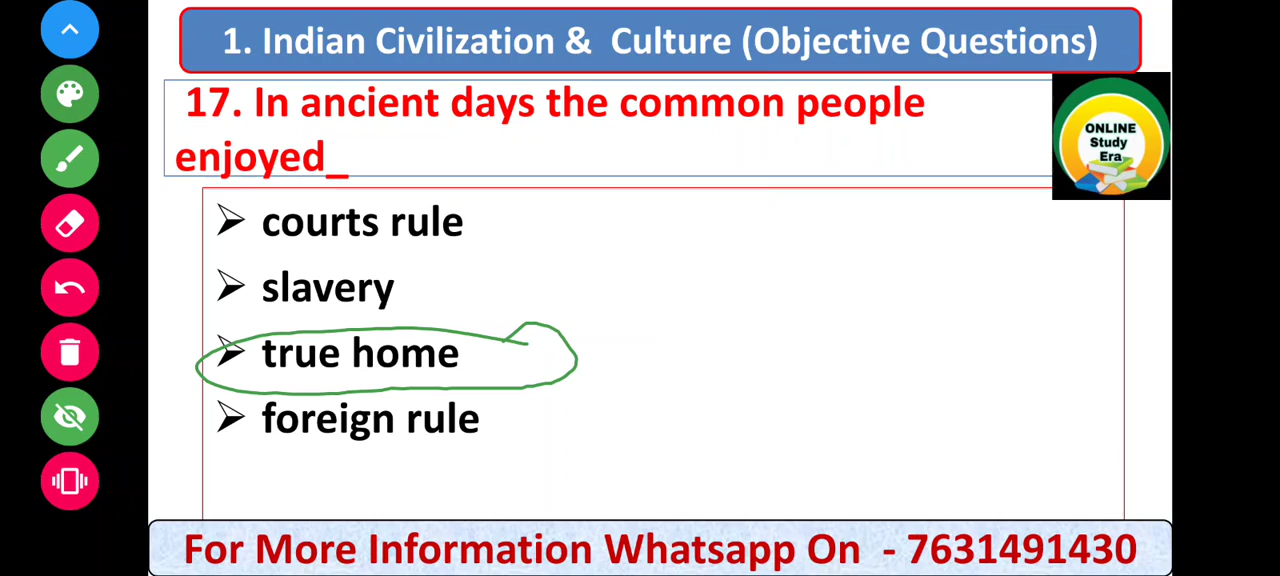 1. Indian Civilization & Culture (Objective Questions)
17. In ancient days the common people
enjoyed_
ONLINE
Study
Era
courts rule
slavery
true home
foreign rule
For More Information Whatsapp On - 7631491430